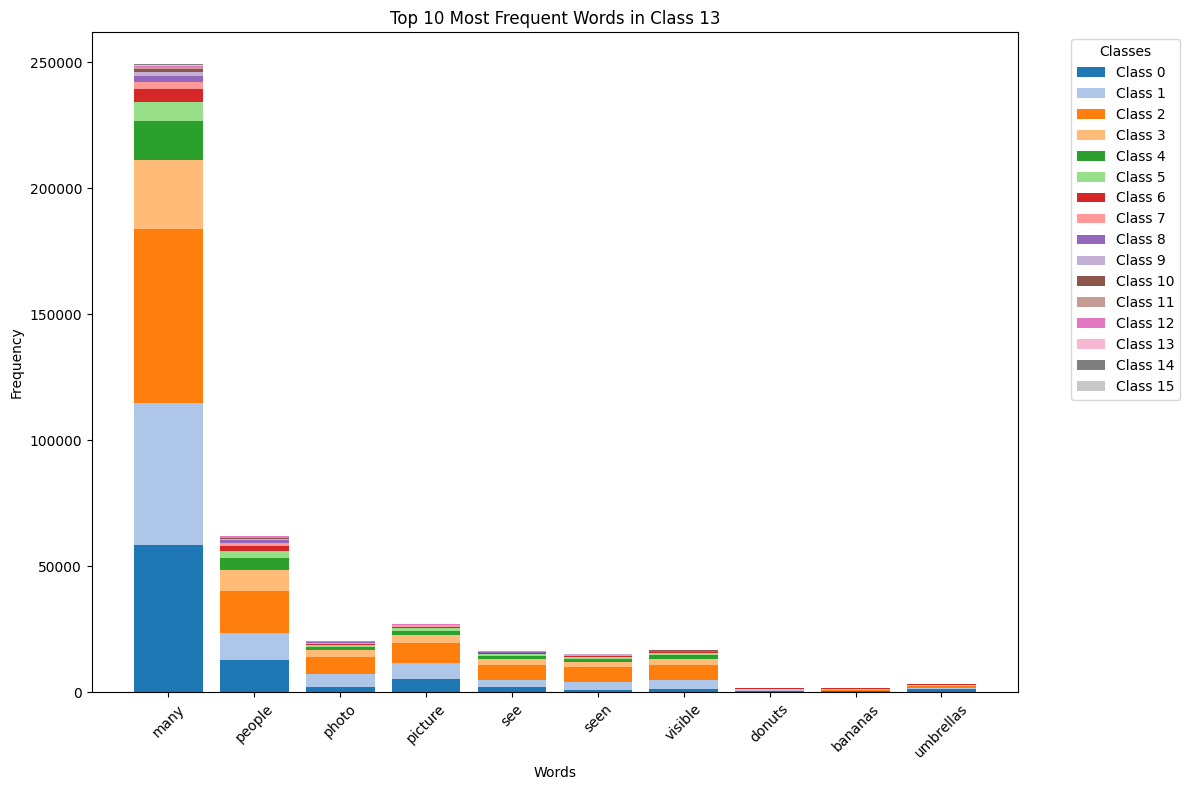 Top 10 Most Frequent Words in Class 13
Classes
Class 0
Class 1
Class 2
Class 3
Class 4
Class 5
Class 6
Class 7
Class 8
Class 9
Class 10
Class 11
Class 12
Class 13
Class 14
Class 15
Frequency
250000
200000
150000
100000
50000
0
many
people
photo
picture
see
seen
visible
donuts
bananas
umbrellas
Words